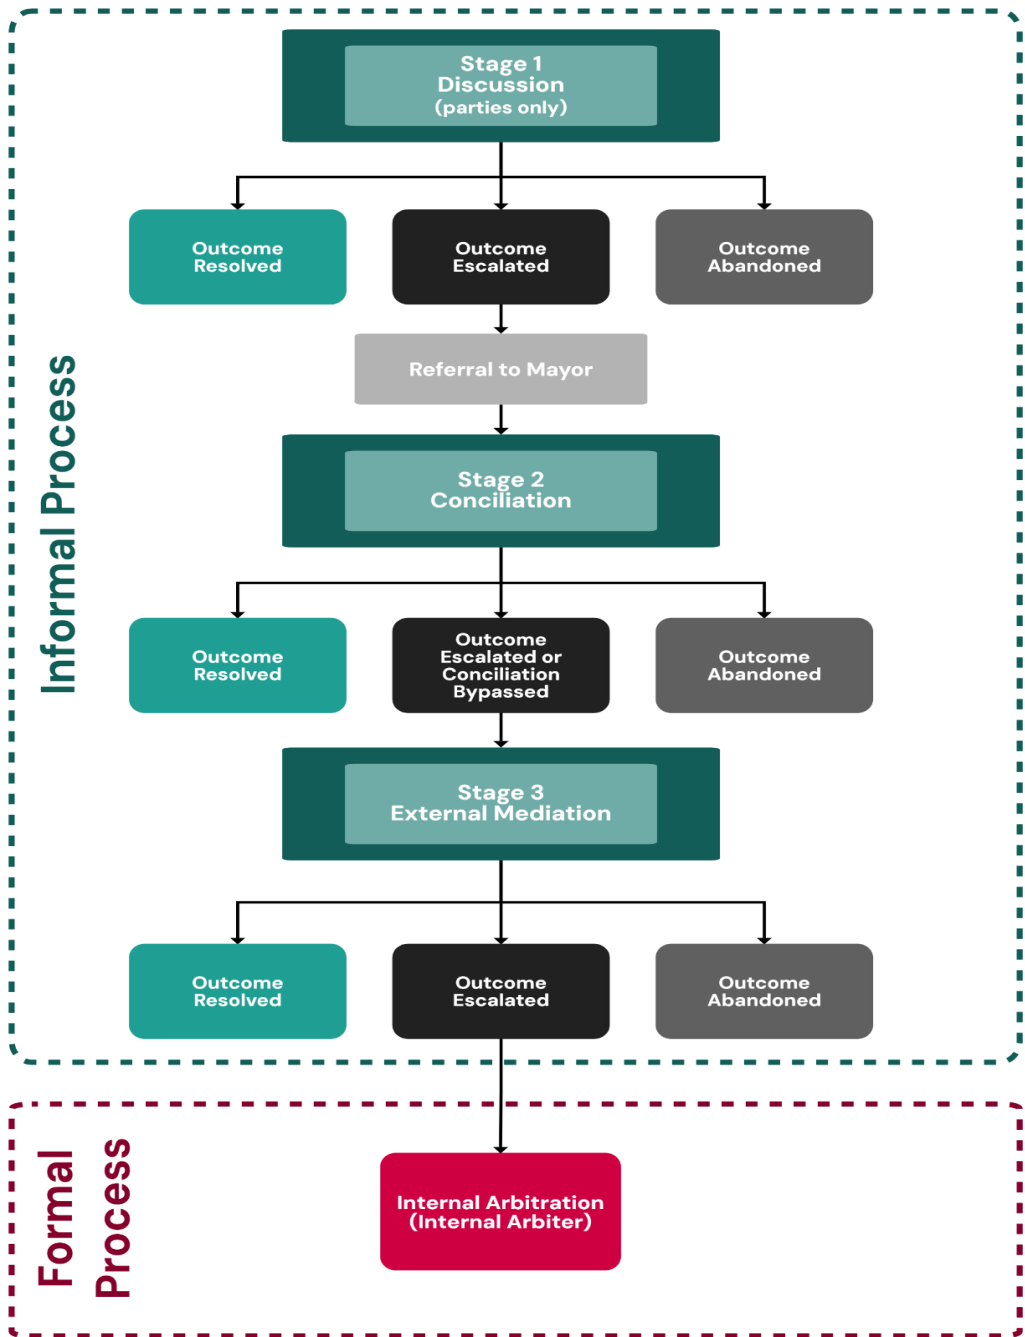 Stage 1
Discussion
(parties only)
Outcome
Resolved
Outcome
Escalated
Outcome
Abandoned
Referral to Mayor
Informal Process
Stage 2
Conciliation
Outcome
Resolved
Outcome
Escalated or
Conciliation
Bypassed
Outcome
Abandoned
Stage 3
External Mediation
Outcome
Resolved
Outcome
Escalated
Outcome
Abandoned
Formal
Process
Internal Arbitration
(Internal Arbiter)